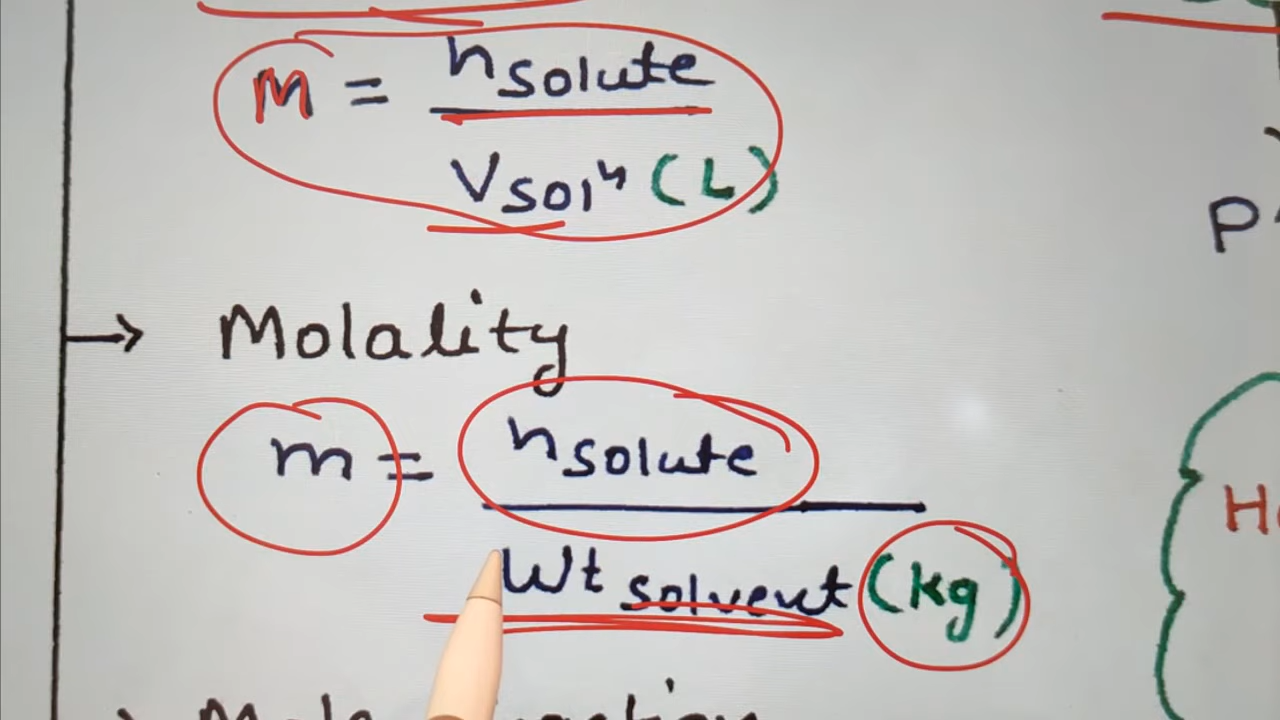 M = nsolute
Vsolⁿ (L)
Molality
m = nsolute
Wt solvent (kg)
P
H